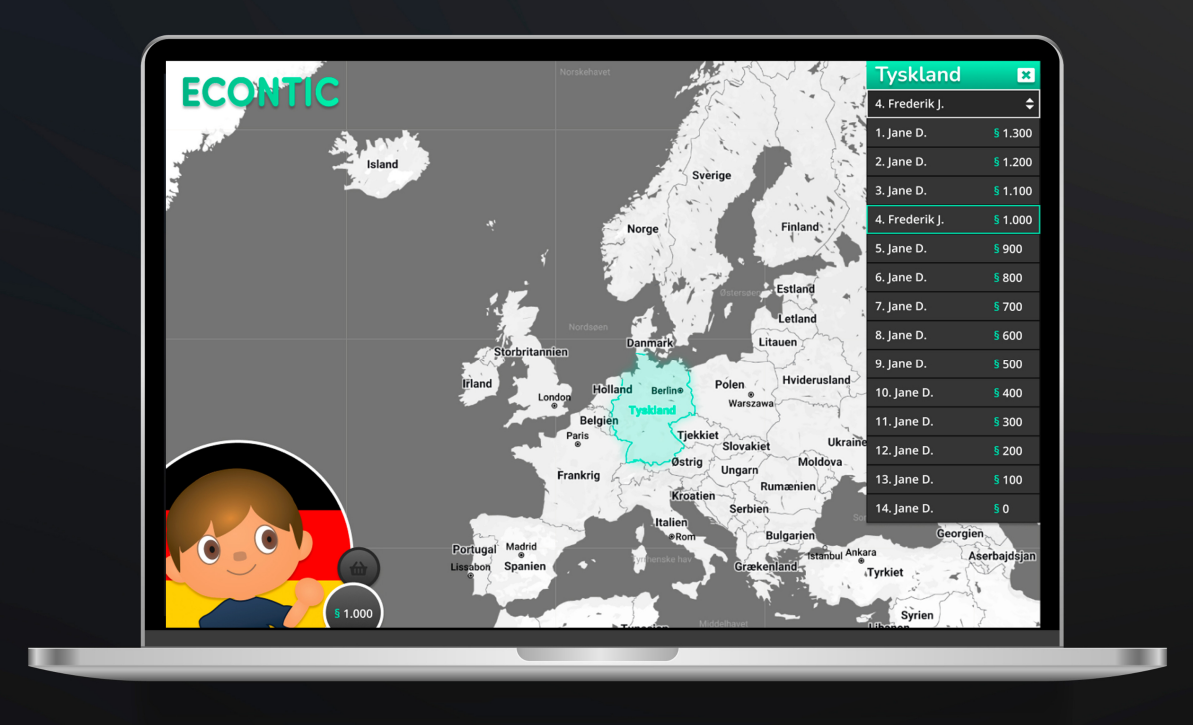 ECONTIC
Norskehavet
Tyskland
4. Frederik J.
1. Jane D. § 1.300
2. Jane D. § 1.200
3. Jane D. § 1.100
4. Frederik J. § 1.000
5. Jane D. § 900
6. Jane D. § 800
7. Jane D. § 700
8. Jane D. § 600
9. Jane D. § 500
10. Jane D. § 400
11. Jane D. § 300
12. Jane D. § 200
13. Jane D. § 100
14. Jane D. § 0
Island
Sverige
Norge
Finland
Estland
Letland
Nordsøen
Danmark
Litauen
Storbritannien
Irland
Holland
Berlin
Polen
Hviderusland
London
Warszawa
Tyskland
Belgien
Paris
Tjekkiet
Slovakiet
Ukraine
Østrig
Moldova
Frankrig
Ungarn
Rumænien
Kroatien
Serbien
Italien
Rom
Bulgarien
Georgien
Portugal
Madrid
Istanbul
Ankara
Aserbajdsjan
Lissabon
Spanien
Grækenland
Tyrkiet
§ 1.000
Syrien
Middelhavet